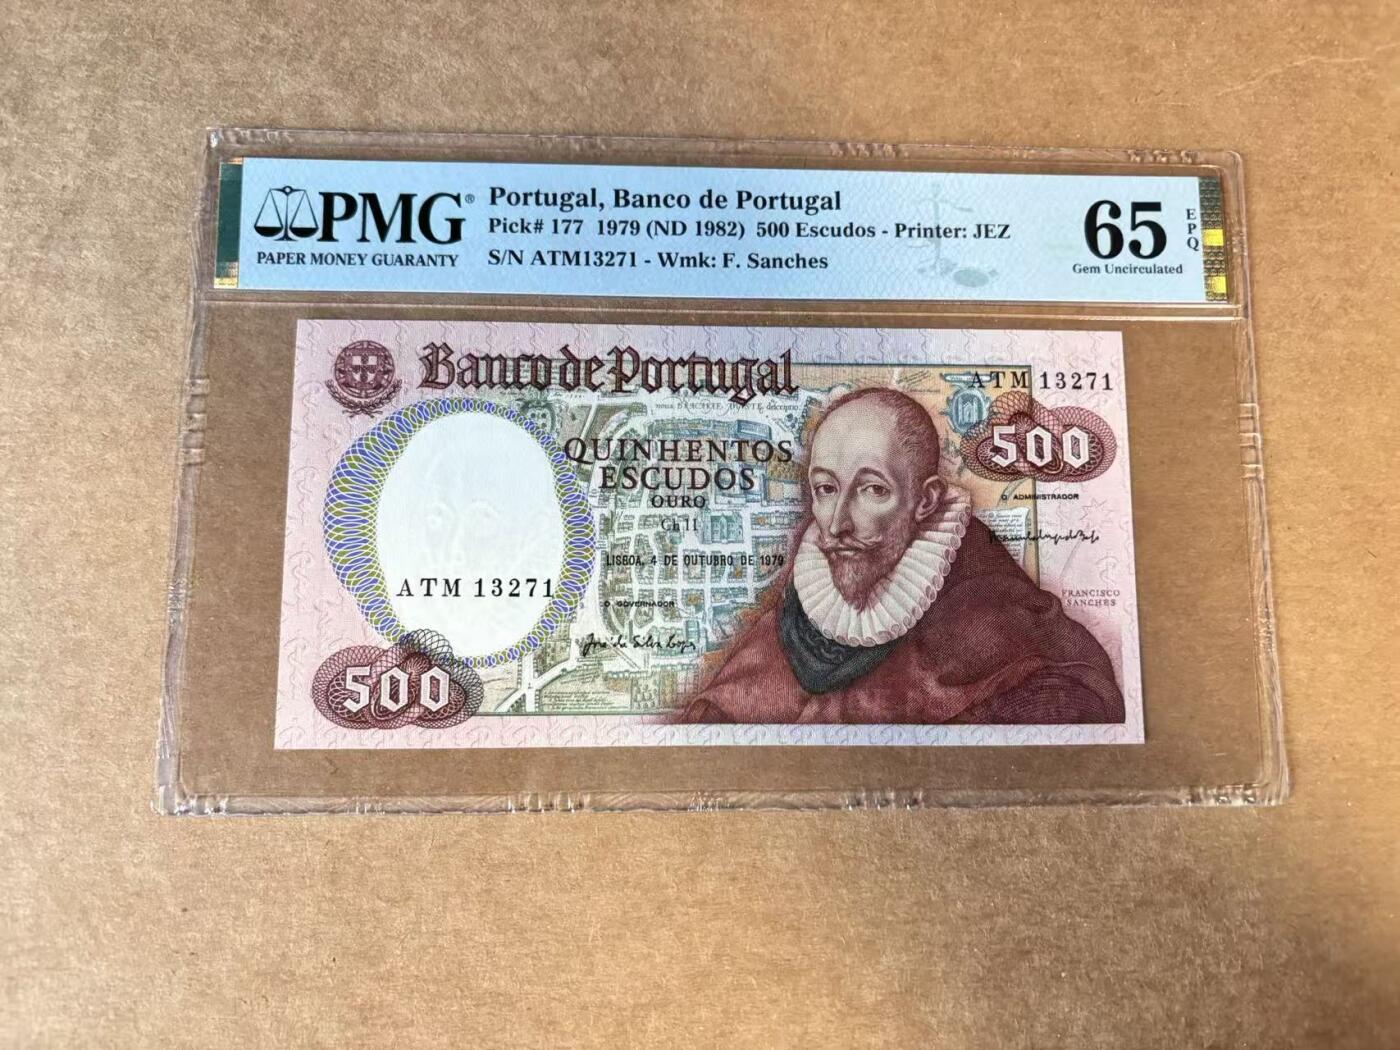 PMG®
PAPER MONEY GUARANTY
Portugal, Banco de Portugal
Pick# 177 1979 (ND 1982) 500 Escudos - Printer: JEZ
S/N ATM13271 - Wmk: F. Sanches
65
EPQ
Gem Uncirculated
Banco de Portugal
ATM 13271
QUINHENTOS
ESCUDOS
OURO
Ch 11
500
O ADMINISTRADOR
LISBOA, 4 DE OUTUBRO DE 1979
ATM 13271
O GOVERNADOR
FRANCISCO
SANCHES
500